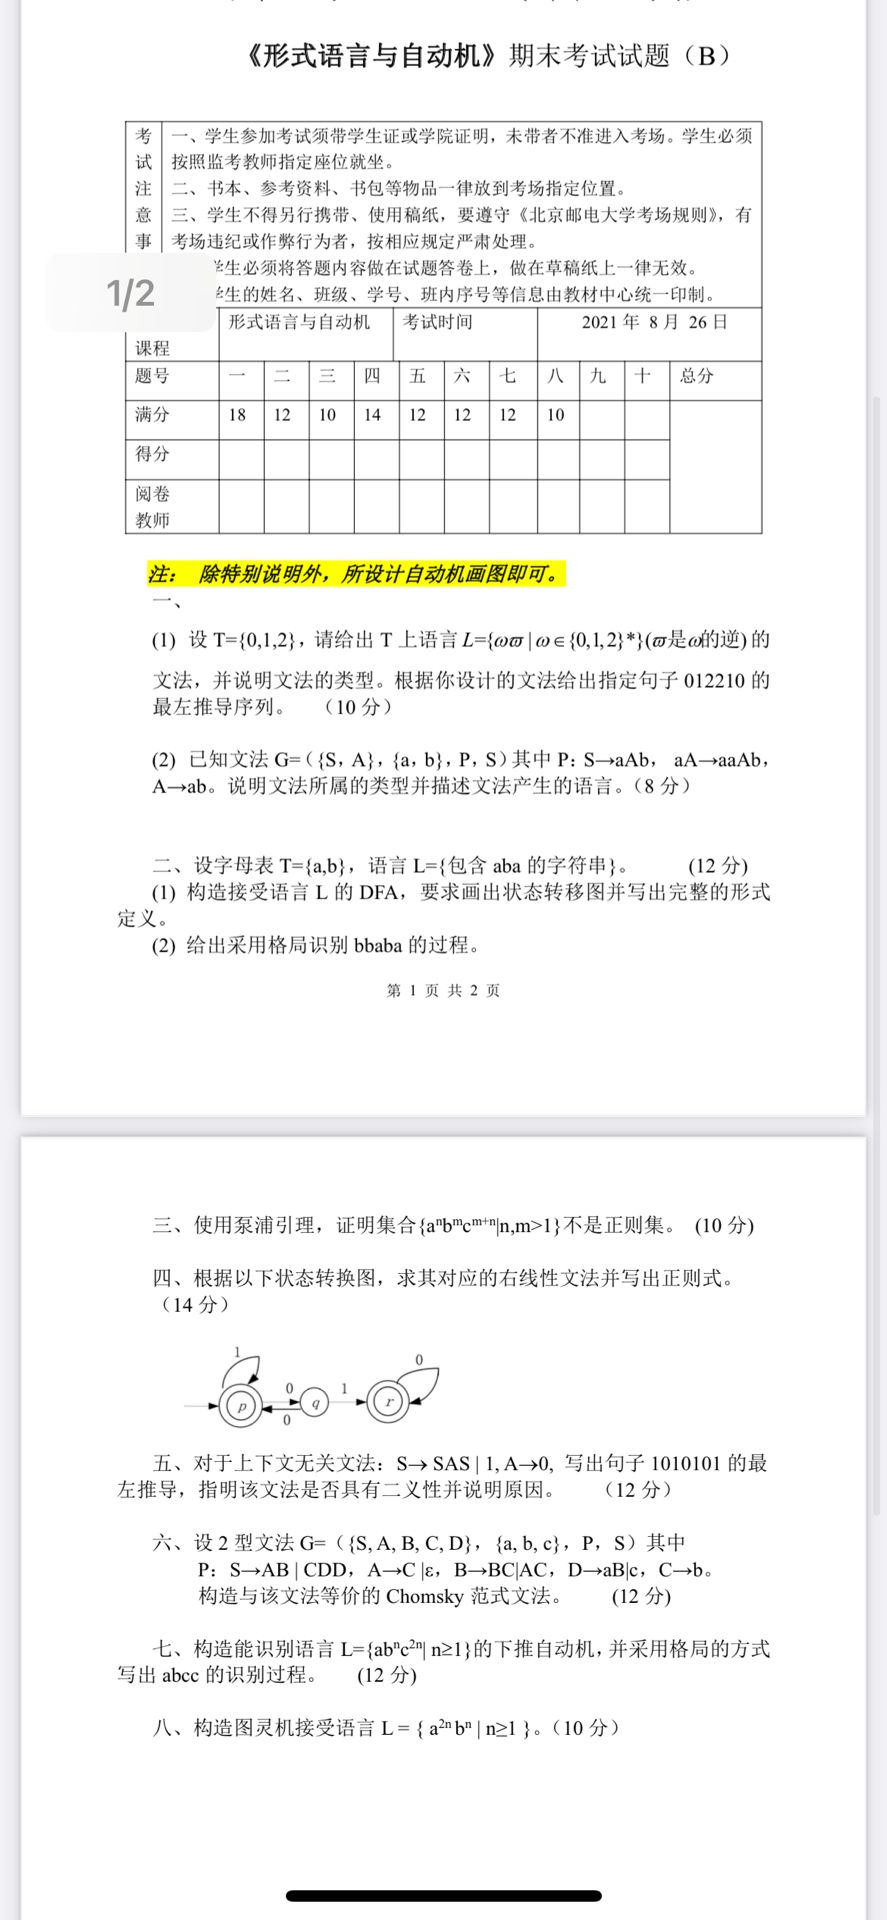 《形式语言与自动机》期末考试试题（B）
考试注意事
一、学生参加考试须带学生证或学院证明，未带者不准进入考场。学生必须
按照监考教师指定座位就坐。
二、书本、参考资料、书包等物品一律放到考场指定位置。
三、学生不得另行携带、使用稿纸，要遵守《北京邮电大学考场规则》，有
考场违纪或作弊行为者，按相应规定严肃处理。
学生必须将答题内容做在试题答卷上，做在草稿纸上一律无效。
学生的姓名、班级、学号、班内序号等信息由教材中心统一印制。
1/2
课程 形式语言与自动机 考试时间 2021 年 8 月 26 日
题号 一 二 三 四 五 六 七 八 九 十 总分
满分 18 12 10 14 12 12 12 10
得分
阅卷
教师
注： 除特别说明外，所设计自动机画图即可。
一、
(1) 设 T={0,1,2}，请给出 T 上语言 L={ωϖ | ω∈{0,1,2}*}(ϖ是ω的逆) 的
文法，并说明文法的类型。根据你设计的文法给出指定句子 012210 的
最左推导序列。 （10 分）
(2) 已知文法 G=（{S，A}，{a，b}，P，S）其中 P: S→aAb， aA→aaAb，
A→ab。说明文法所属的类型并描述文法产生的语言。（8 分）
二、设字母表 T={a,b}，语言 L={包含 aba 的字符串}。 (12 分)
(1) 构造接受语言 L 的 DFA，要求画出状态转移图并写出完整的形式
定义。
(2) 给出采用格局识别 bbaba 的过程。
第 1 页 共 2 页
三、使用泵浦引理，证明集合{aⁿbᵐcᵐ⁺ⁿ|n,m>1}不是正则集。 (10 分)
四、根据以下状态转换图，求其对应的右线性文法并写出正则式。
（14 分）
1
0
0 1
p q r
0
五、对于上下文无关文法：S→ SAS | 1, A→0, 写出句子 1010101 的最
左推导，指明该文法是否具有二义性并说明原因。 （12 分）
六、设 2 型文法 G=（{S, A, B, C, D}，{a, b, c}，P，S）其中
P：S→AB | CDD，A→C |ε，B→BC|AC，D→aB|c，C→b。
构造与该文法等价的 Chomsky 范式文法。 (12 分)
七、构造能识别语言 L={abⁿc²ⁿ| n≥1}的下推自动机，并采用格局的方式
写出 abcc 的识别过程。 (12 分)
八、构造图灵机接受语言 L = { a²ⁿ bⁿ | n≥1 }。（10 分）